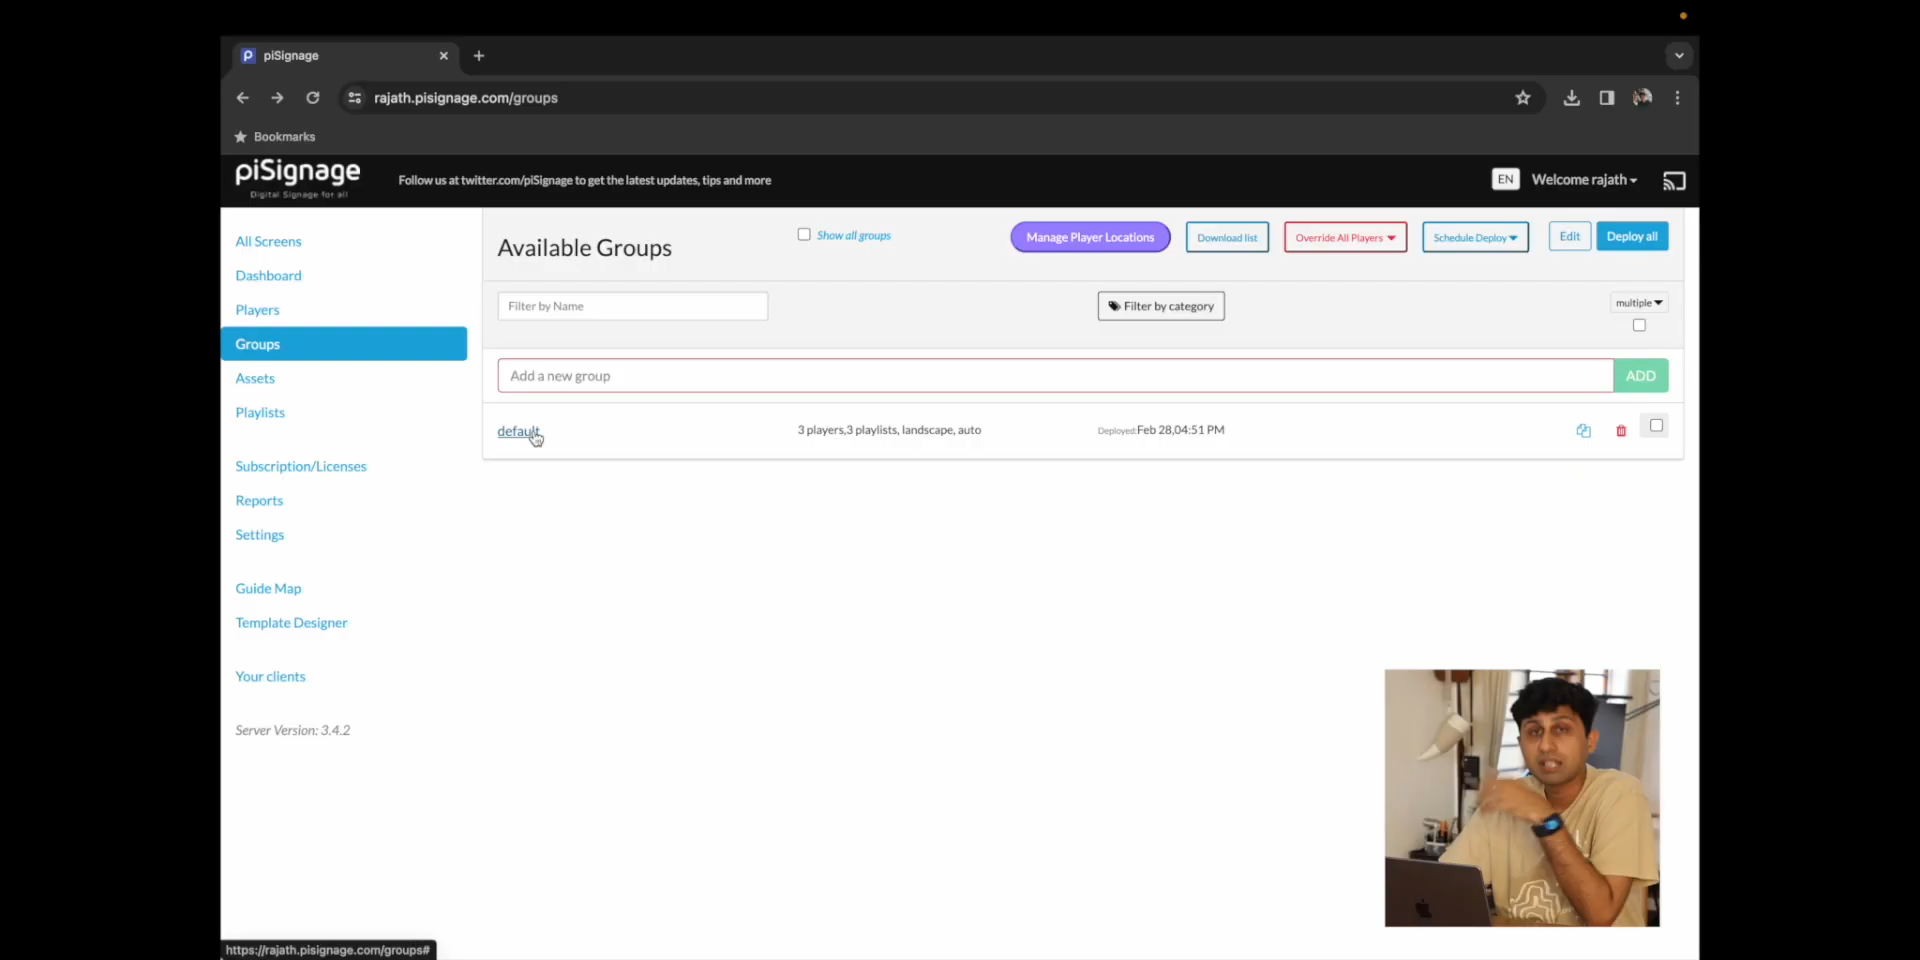 piSignage
rajath.pisignage.com/groups
Bookmarks
piSignage
Digital Signage for all
Follow us at twitter.com/piSignage to get the latest updates, tips and more
EN
Welcome rajath
All Screens
Dashboard
Players
Groups
Assets
Playlists
Subscription/Licenses
Reports
Settings
Guide Map
Template Designer
Your clients
Server Version: 3.4.2
Available Groups
Show all groups
Manage Player Locations
Download list
Override All Players
Schedule Deploy
Edit
Deploy all
Filter by Name
Filter by category
multiple
Add a new group
ADD
default
3 players,3 playlists, landscape, auto
Deployed:Feb 28,04:51 PM
https://rajath.pisignage.com/groups#